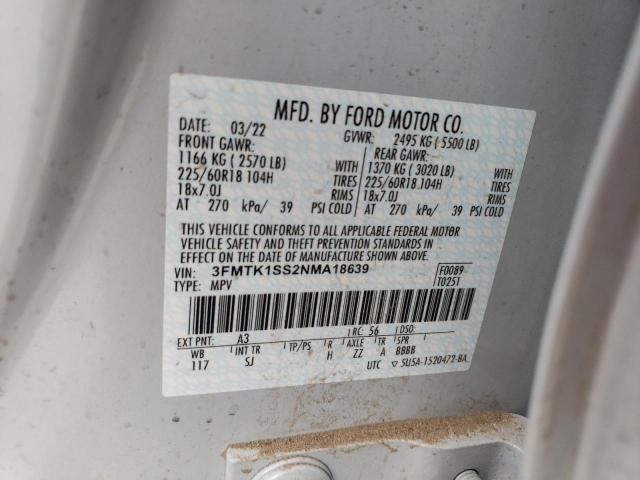 MFD. BY FORD MOTOR CO.
DATE: 03/22 GVWR: 2495 KG ( 5500 LB)
FRONT GAWR: REAR GAWR:
1166 KG ( 2570 LB) WITH 1370 KG ( 3020 LB) WITH
225/60R18 104H TIRES 225/60R18 104H TIRES
18x7.0J RIMS 18x7.0J RIMS
AT 270 kPa/ 39 PSI COLD AT 270 kPa/ 39 PSI COLD
THIS VEHICLE CONFORMS TO ALL APPLICABLE FEDERAL MOTOR
VEHICLE SAFETY AND THEFT PREVENTION STANDARDS IN
EFFECT ON THE DATE OF MANUFACTURE SHOWN ABOVE.
VIN: 3FMTK1SS2NMA18639 F0089
TYPE: MPV T0251
EXT PNT: A3 RC: 56 DSO:
WB INT TR TP/PS R AXLE TR SPR
117 SJ H ZZ A BBBB
UTC ▽ 5U5A-1520472-BA